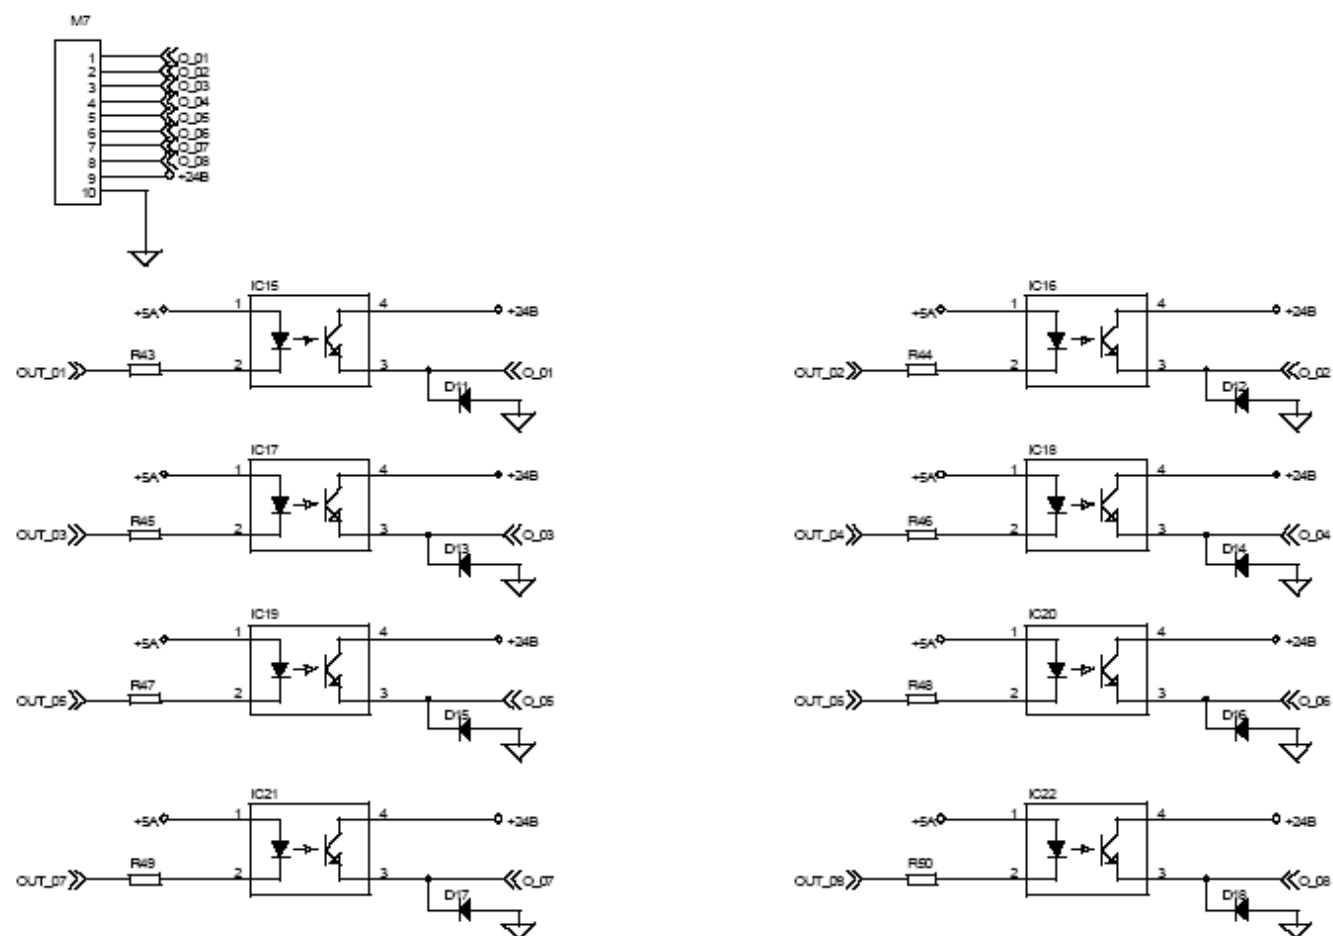 M7
1 O_01
2 O_02
3 O_03
4 O_04
5 O_05
6 O_06
7 O_07
8 O_08
9 +24B
10
IC15 IC16
+5A 1 4 +24B +5A 1 4 +24B
OUT_01 R43 2 3 O_01 OUT_02 R44 2 3 O_02
D11 D12
IC17 IC18
+5A 1 4 +24B +5A 1 4 +24B
OUT_03 R45 2 3 O_03 OUT_04 R46 2 3 O_04
D13 D14
IC19 IC20
+5A 1 4 +24B +5A 1 4 +24B
OUT_05 R47 2 3 O_05 OUT_06 R48 2 3 O_06
D15 D16
IC21 IC22
+5A 1 4 +24B +5A 1 4 +24B
OUT_07 R49 2 3 O_07 OUT_08 R50 2 3 O_08
D17 D18